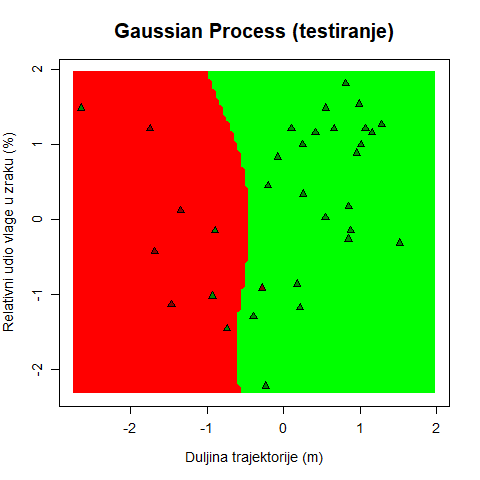 Gaussian Process (testiranje)
Relativni udio vlage u zraku (%)
2
1
0
-1
-2
-2 -1 0 1 2
Duljina trajektorije (m)